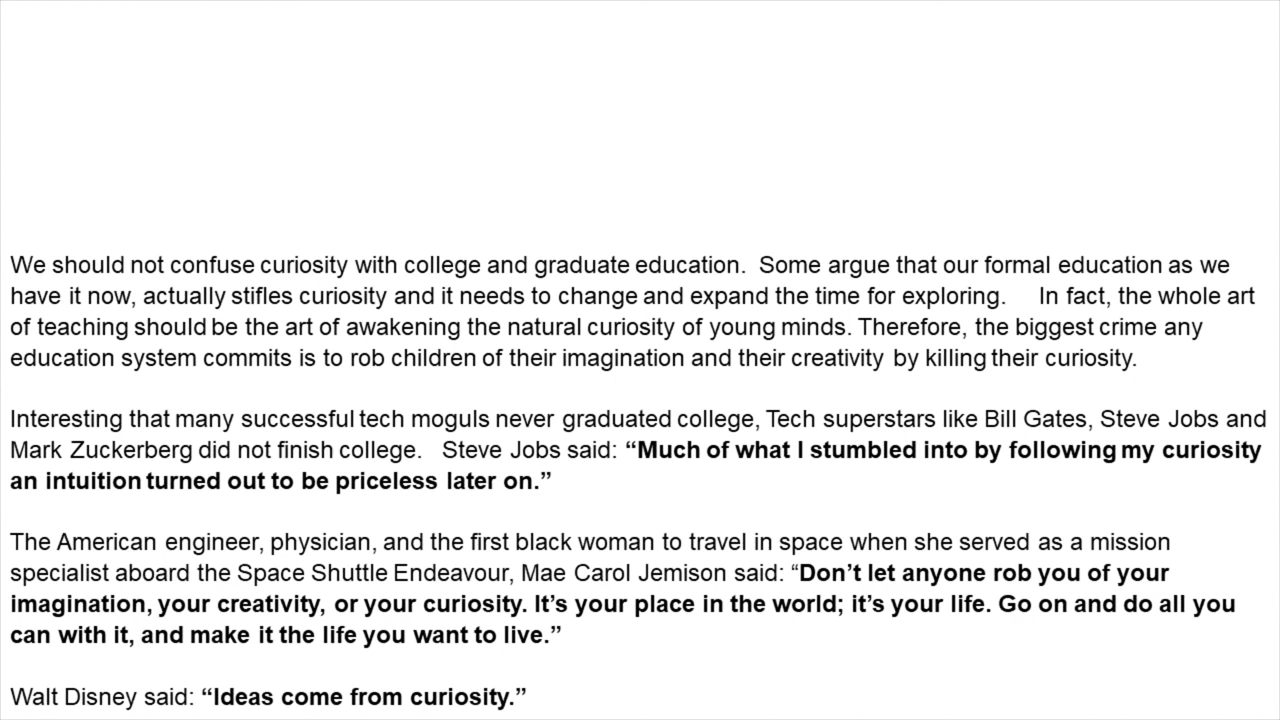 We should not confuse curiosity with college and graduate education.  Some argue that our formal education as we
have it now, actually stifles curiosity and it needs to change and expand the time for exploring.     In fact, the whole art
of teaching should be the art of awakening the natural curiosity of young minds. Therefore, the biggest crime any
education system commits is to rob children of their imagination and their creativity by killing their curiosity.
Interesting that many successful tech moguls never graduated college, Tech superstars like Bill Gates, Steve Jobs and
Mark Zuckerberg did not finish college.   Steve Jobs said: “Much of what I stumbled into by following my curiosity
an intuition turned out to be priceless later on.”
The American engineer, physician, and the first black woman to travel in space when she served as a mission
specialist aboard the Space Shuttle Endeavour, Mae Carol Jemison said: “Don’t let anyone rob you of your
imagination, your creativity, or your curiosity. It’s your place in the world; it’s your life. Go on and do all you
can with it, and make it the life you want to live.”
Walt Disney said: “Ideas come from curiosity.”